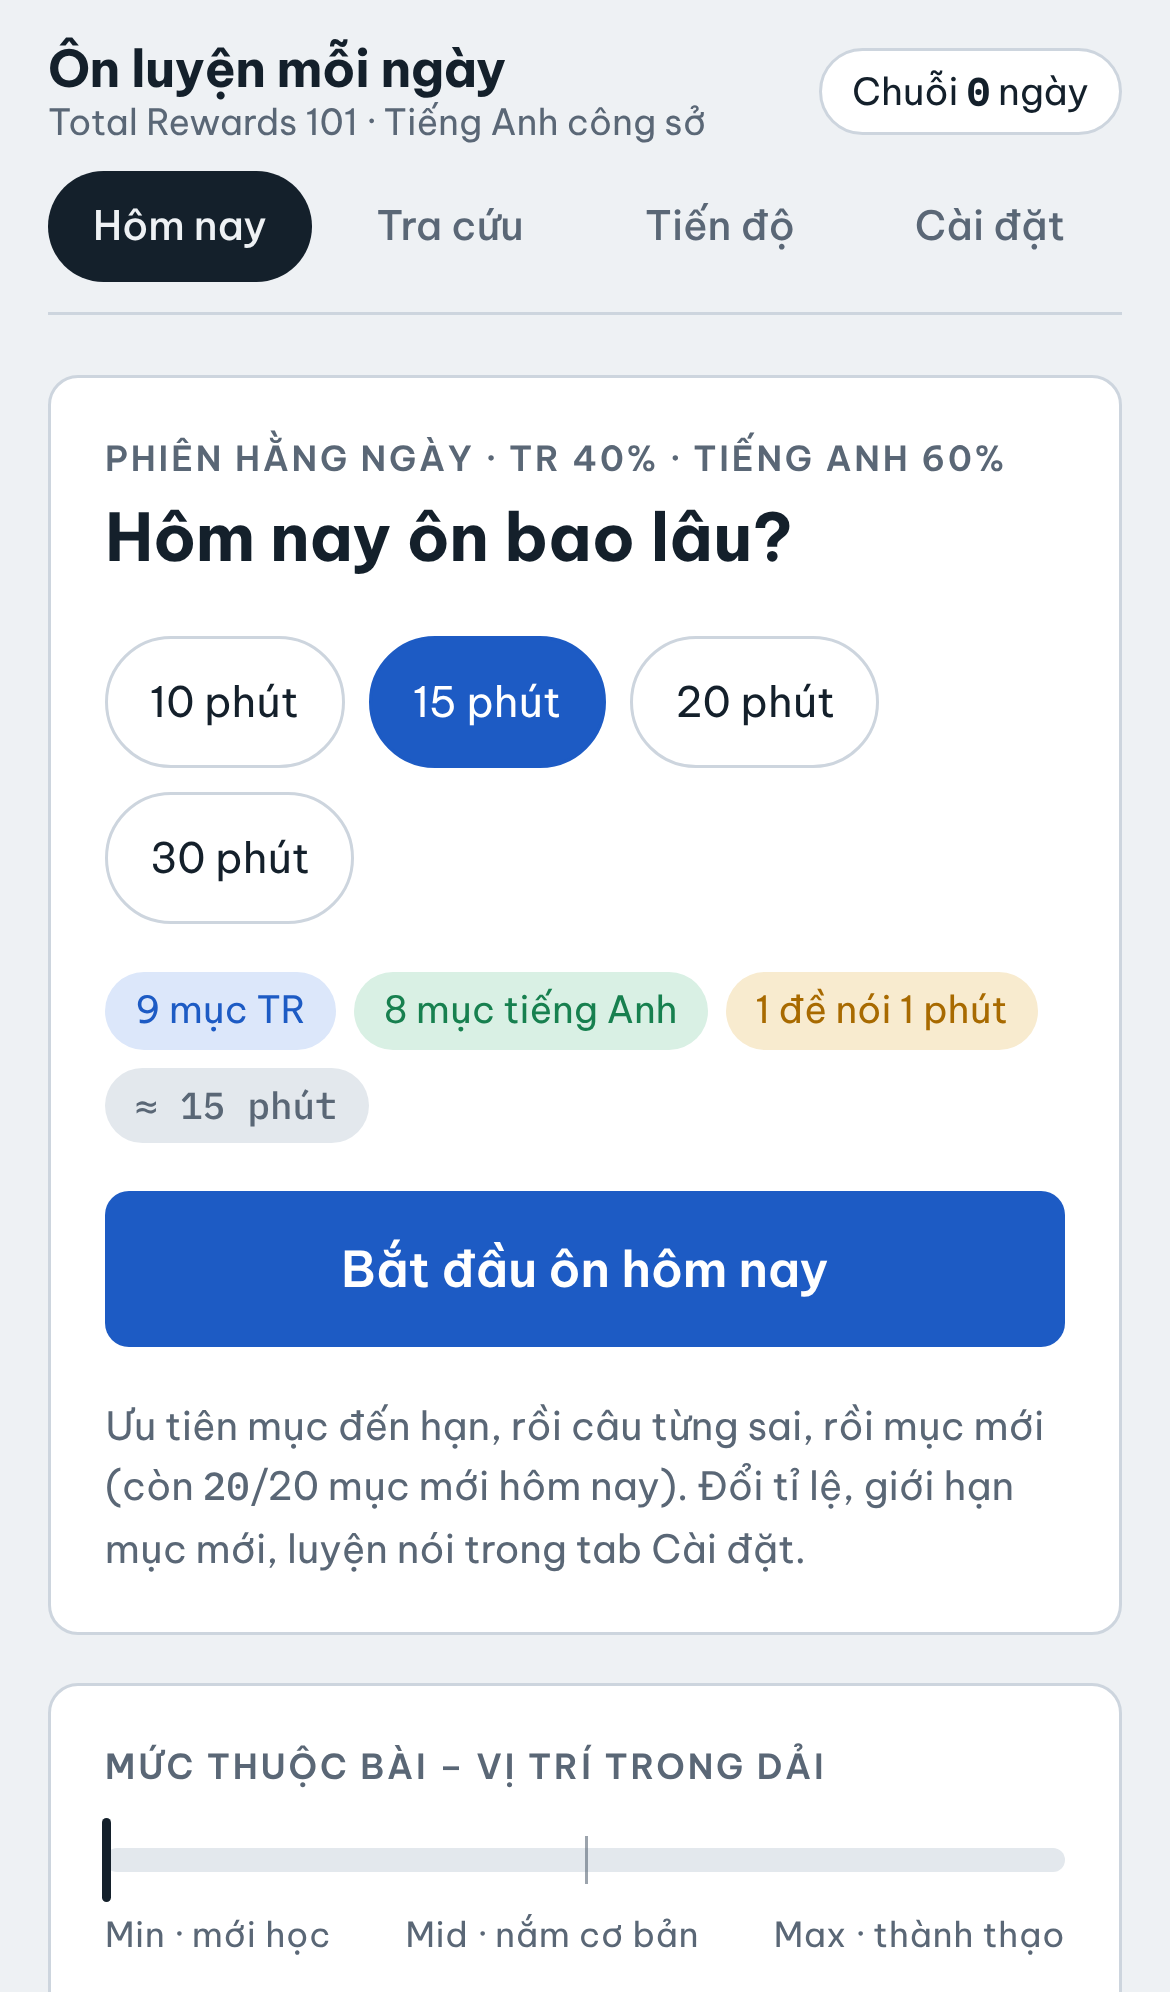 Ôn luyện mỗi ngày
Total Rewards 101 · Tiếng Anh công sở
Chuỗi 0 ngày
Hôm nay
Tra cứu
Tiến độ
Cài đặt
PHIÊN HẰNG NGÀY · TR 40% · TIẾNG ANH 60%
Hôm nay ôn bao lâu?
10 phút
15 phút
20 phút
30 phút
9 mục TR
8 mục tiếng Anh
1 đề nói 1 phút
≈ 15 phút
Bắt đầu ôn hôm nay
Ưu tiên mục đến hạn, rồi câu từng sai, rồi mục mới
(còn 20/20 mục mới hôm nay). Đổi tỉ lệ, giới hạn
mục mới, luyện nói trong tab Cài đặt.
MỨC THUỘC BÀI – VỊ TRÍ TRONG DẢI
Min · mới học
Mid · nắm cơ bản
Max · thành thạo